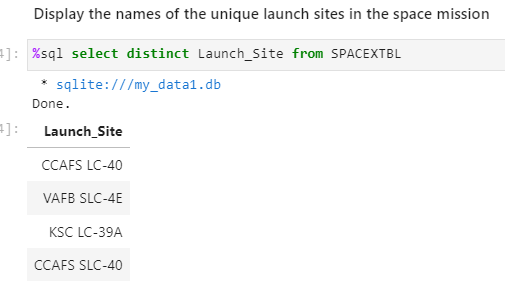 Display the names of the unique launch sites in the space mission
4]: %sql select distinct Launch_Site from SPACEXTBL
* sqlite:///my_data1.db
Done.
4]: Launch_Site
CCAFS LC-40
VAFB SLC-4E
KSC LC-39A
CCAFS SLC-40